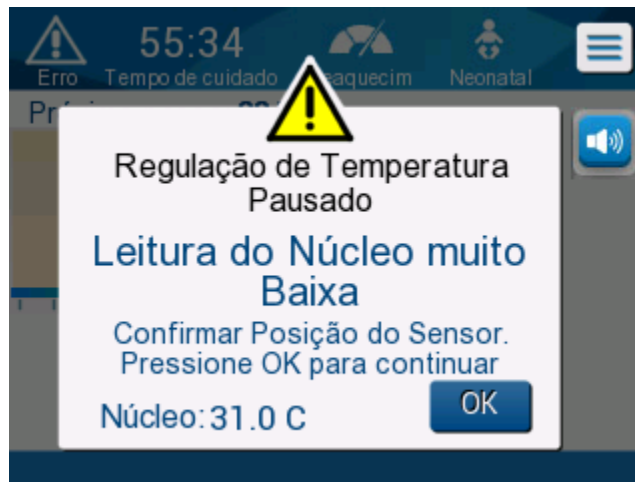 55:34
Erro
Tempo de cuidado
Neonatal
Regulação de Temperatura
Pausado
Leitura do Núcleo muito
Baixa
Confirmar Posição do Sensor.
Pressione OK para continuar
Núcleo: 31.0 C
OK